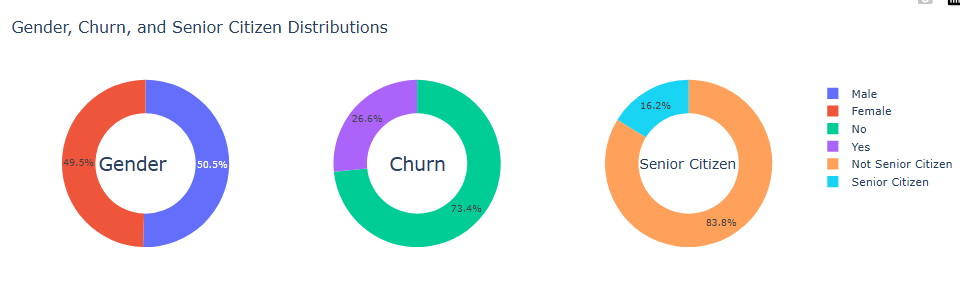 Gender, Churn, and Senior Citizen Distributions
49.5%
Gender
50.5%
26.6%
Churn
73.4%
16.2%
Senior Citizen
83.8%
Male
Female
No
Yes
Not Senior Citizen
Senior Citizen